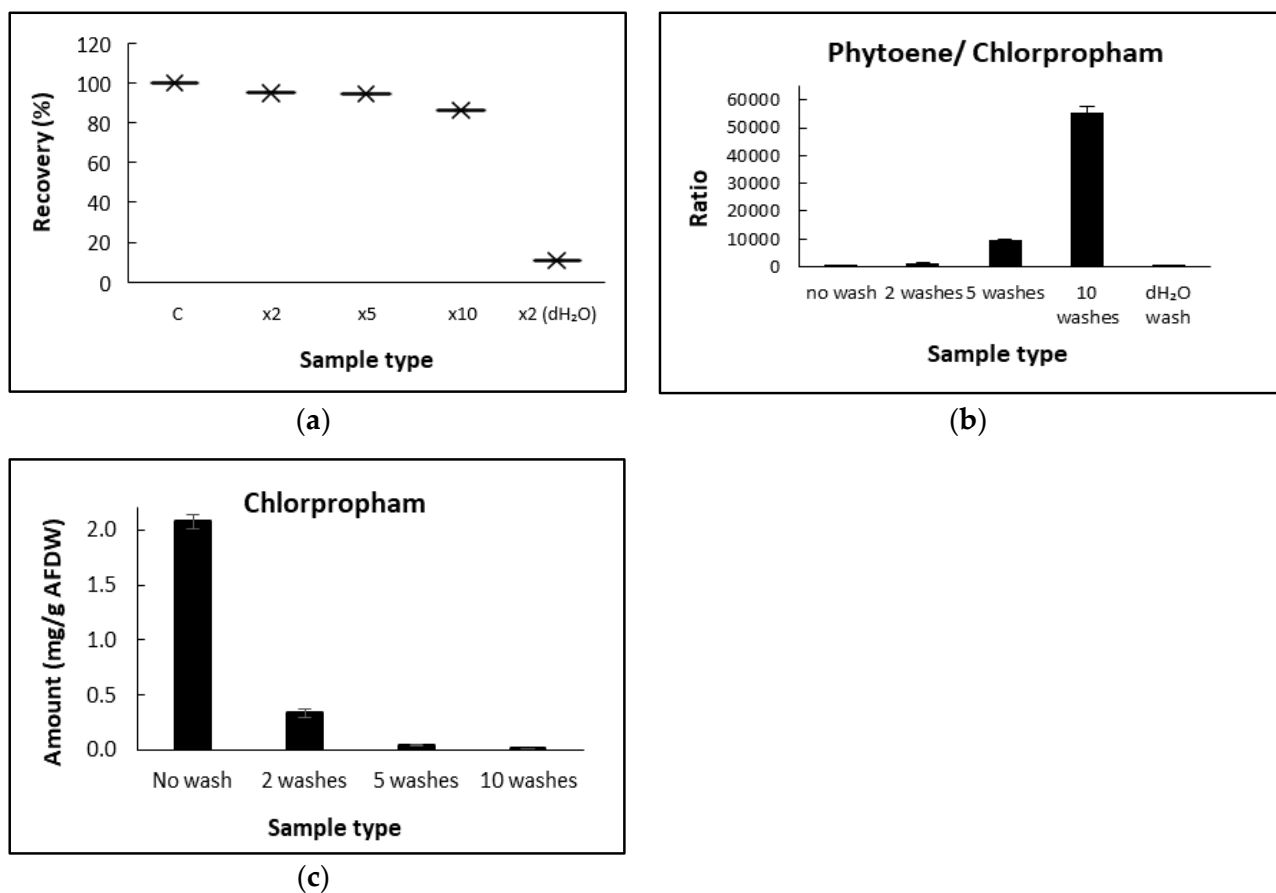 120
100
80
60
40
20
0
Recovery (%)
C x2 x5 x10 x2 (dH₂O)
Sample type
(a)
Phytoene/ Chlorpropham
60000
50000
40000
30000
20000
10000
0
Ratio
no wash 2 washes 5 washes 10 washes dH₂O wash
Sample type
(b)
Chlorpropham
2.0
1.5
1.0
0.5
0.0
Amount (mg/g AFDW)
No wash 2 washes 5 washes 10 washes
Sample type
(c)